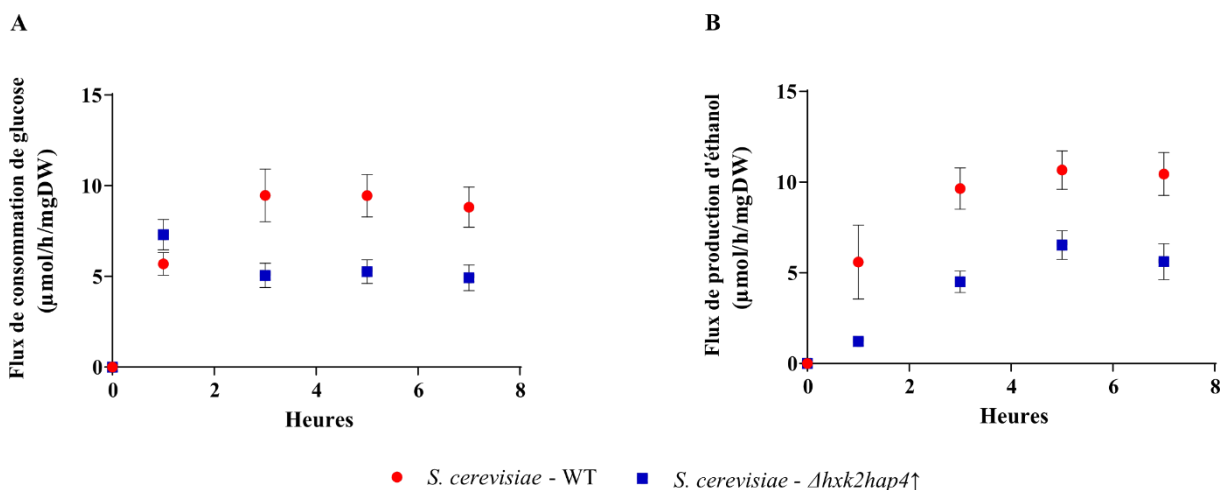 A
B
Flux de consommation de glucose
(µmol/h/mgDW)
15
10
5
0
0
2
4
6
8
Heures
Flux de production d'éthanol
(µmol/h/mgDW)
15
10
5
0
0
2
4
6
8
Heures
S. cerevisiae - WT
S. cerevisiae - Δhxk2hap4↑